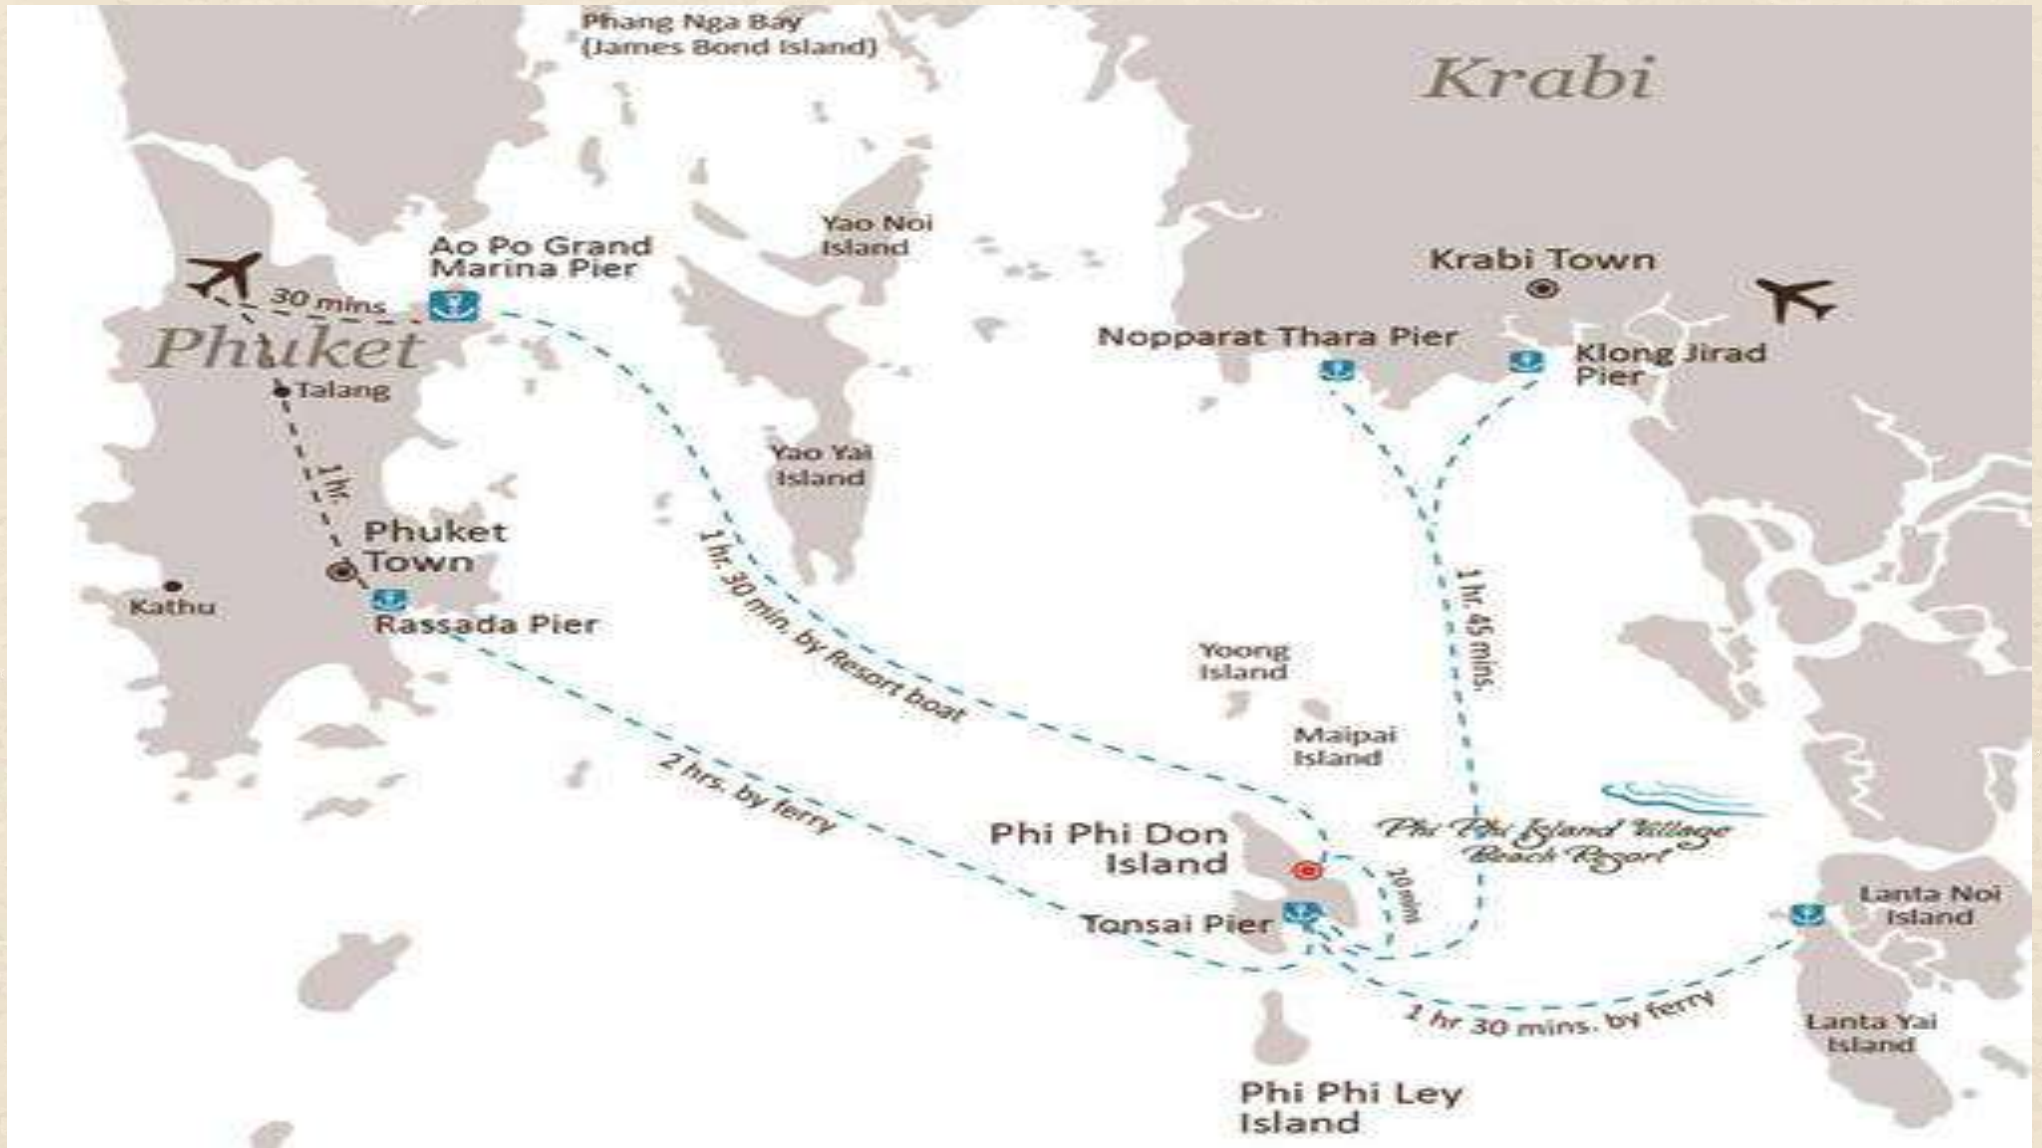 Phang Nga Bay
(James Bond Island)
Krabi
Yao Noi
Island
Ao Po Grand
Marina Pier
Krabi Town
30 mins
Phuket
Nopparat Thara Pier
Klong Jirad
Pier
Talang
Yao Yai
Island
1 hr.
Phuket
Town
Kathu
Rassada Pier
1 hr. 30 min. by Resort boat
1 hr. 45 mins.
Yoong
Island
Maipai
Island
2 hrs. by ferry
Phi Phi Don
Island
Phi Phi Island Village
Beach Resort
20 mins
Tonsai Pier
Lanta Noi
Island
1 hr 30 mins. by ferry
Lanta Yai
Island
Phi Phi Ley
Island